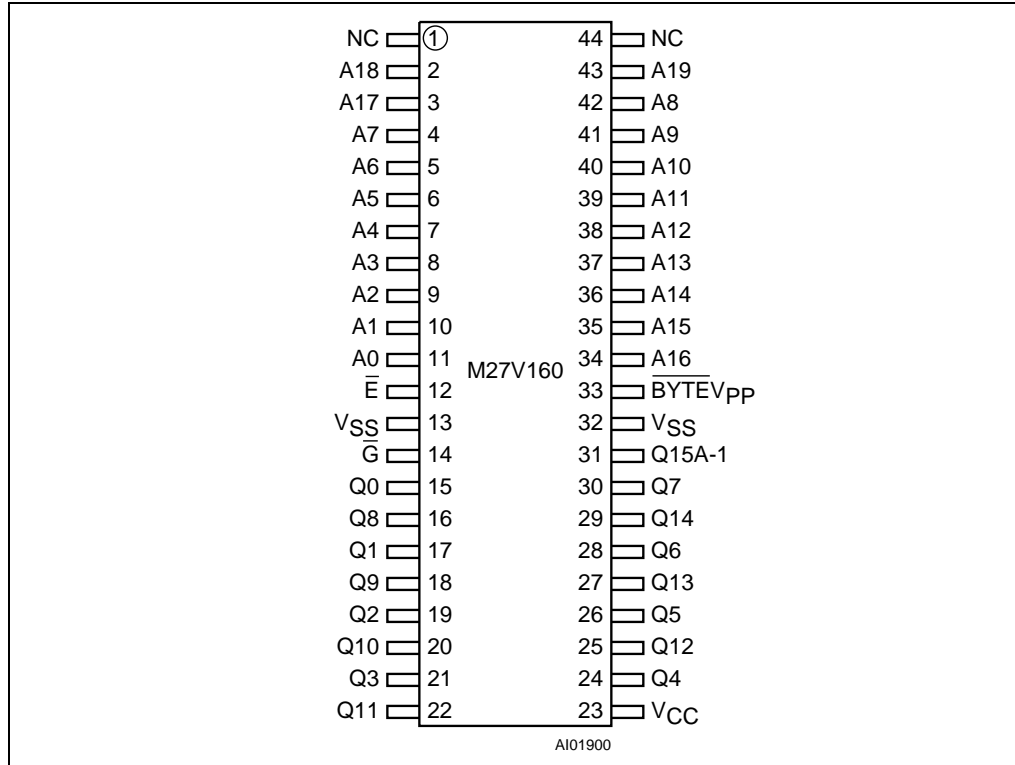 NC 1 44 NC
A18 2 43 A19
A17 3 42 A8
A7 4 41 A9
A6 5 40 A10
A5 6 39 A11
A4 7 38 A12
A3 8 37 A13
A2 9 36 A14
A1 10 35 A15
A0 11 34 A16
M27V160
E̅ 12 33 B̅Y̅T̅E̅VPP
VSS 13 32 VSS
G̅ 14 31 Q15A-1
Q0 15 30 Q7
Q8 16 29 Q14
Q1 17 28 Q6
Q9 18 27 Q13
Q2 19 26 Q5
Q10 20 25 Q12
Q3 21 24 Q4
Q11 22 23 VCC
AI01900